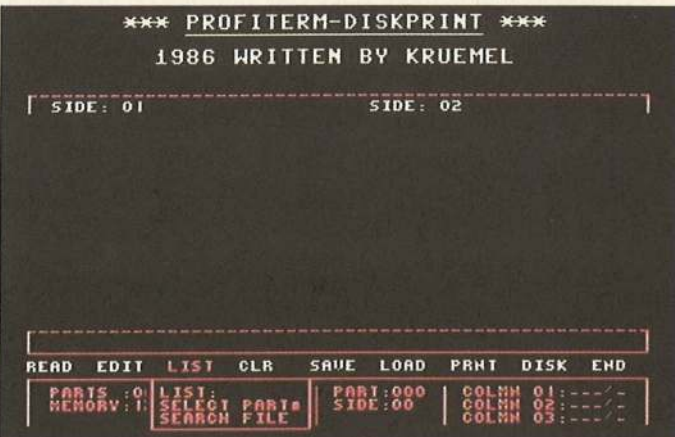 *** PROFITERM-DISKPRINT ***
1986 WRITTEN BY KRUEMEL
SIDE: 01 SIDE: 02
READ EDIT LIST CLR SAVE LOAD PRNT DISK END
PARTS :0 LIST: PART:000 COLMN 01:---/-
MEMORY:1 SELECT PART# SIDE:00 COLMN 02:---/-
SEARCH FILE COLMN 03:---/-